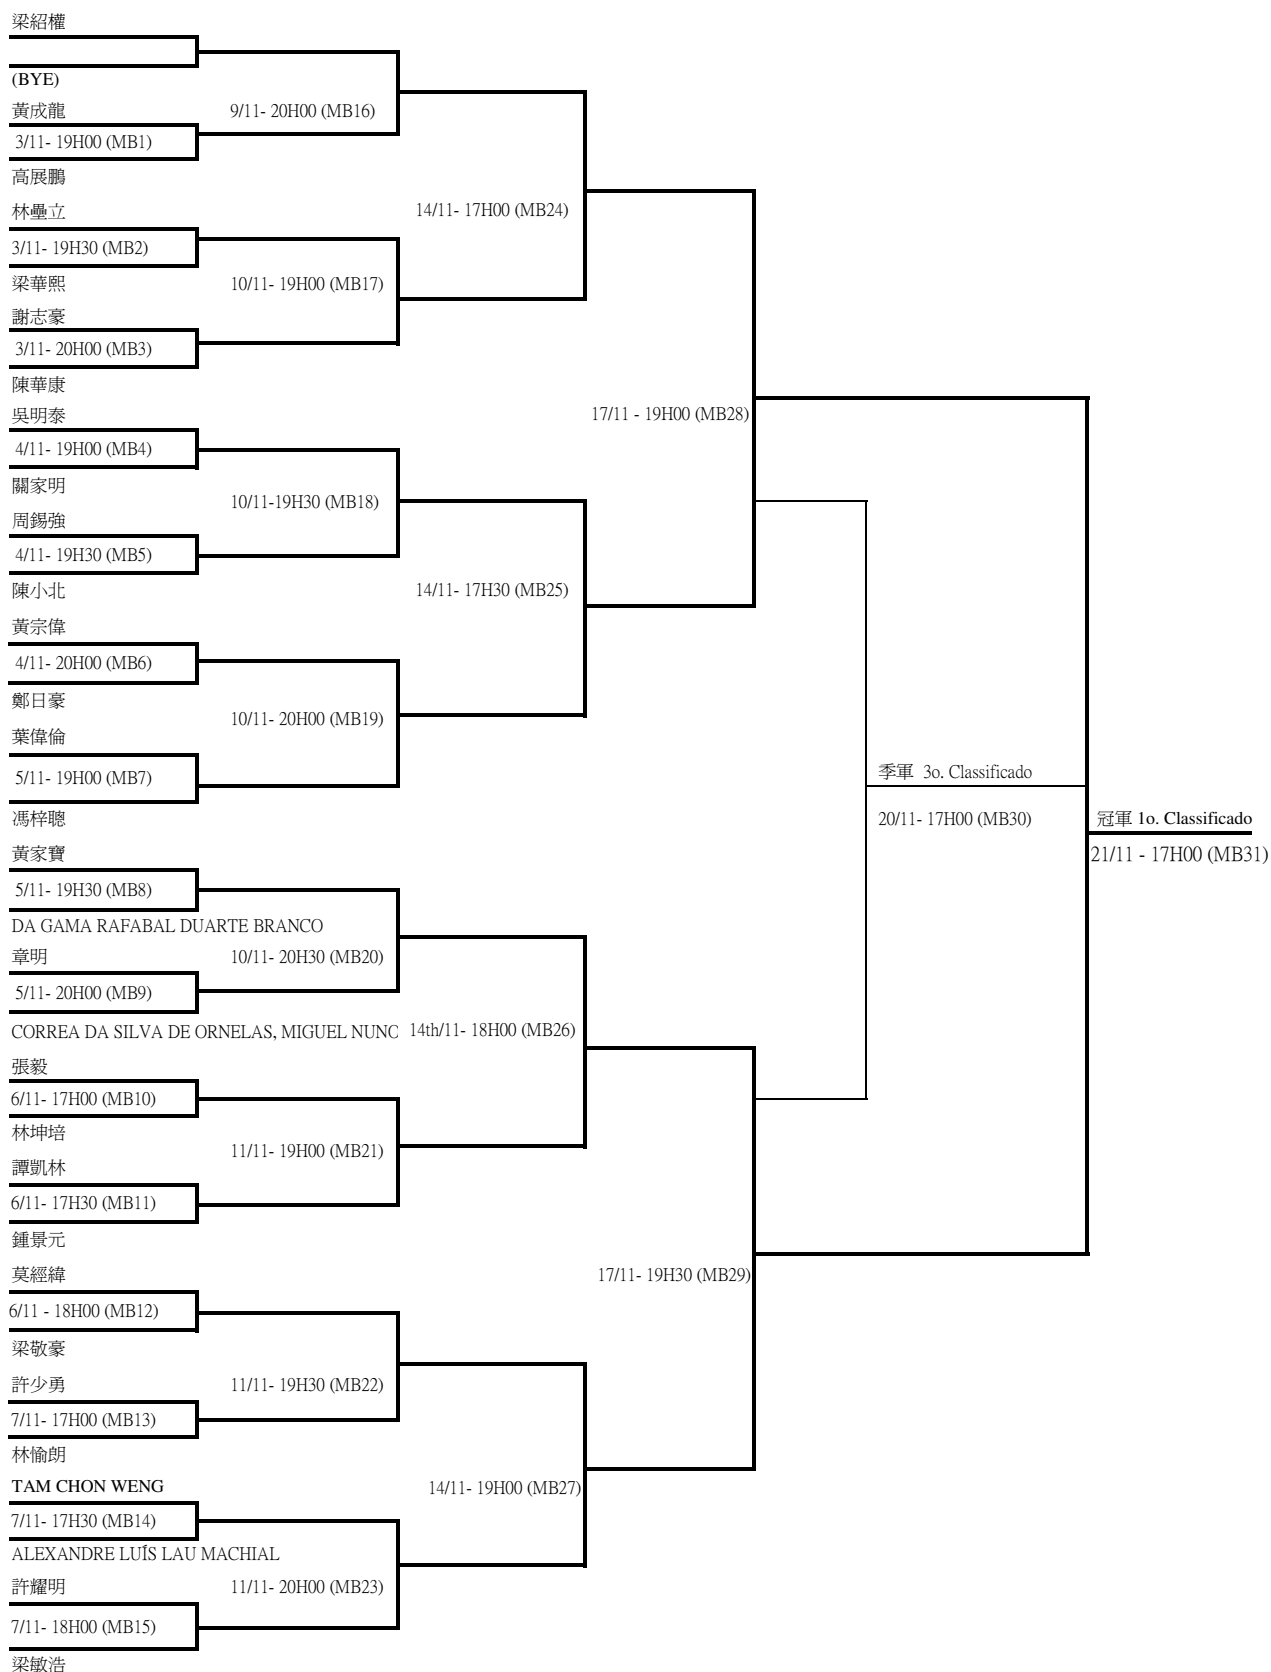 梁紹權
(BYE)
黃成龍
9/11- 20H00 (MB16)
3/11- 19H00 (MB1)
高展鵬
林壘立
14/11- 17H00 (MB24)
3/11- 19H30 (MB2)
梁華熙
10/11- 19H00 (MB17)
謝志豪
3/11- 20H00 (MB3)
陳華康
吳明泰
17/11 - 19H00 (MB28)
4/11- 19H00 (MB4)
關家明
10/11-19H30 (MB18)
周錫強
4/11- 19H30 (MB5)
陳小北
14/11- 17H30 (MB25)
黃宗偉
4/11- 20H00 (MB6)
鄭日豪
10/11- 20H00 (MB19)
葉偉倫
5/11- 19H00 (MB7)
季軍 3o. Classificado
馮梓聰
20/11- 17H00 (MB30)
冠軍 1o. Classificado
黃家寶
21/11 - 17H00 (MB31)
5/11- 19H30 (MB8)
DA GAMA RAFABAL DUARTE BRANCO
章明
10/11- 20H30 (MB20)
5/11- 20H00 (MB9)
CORREA DA SILVA DE ORNELAS, MIGUEL NUNO
14th/11- 18H00 (MB26)
張毅
6/11- 17H00 (MB10)
林坤培
11/11- 19H00 (MB21)
譚凱林
6/11- 17H30 (MB11)
鍾景元
莫經緯
17/11- 19H30 (MB29)
6/11 - 18H00 (MB12)
梁敬豪
許少勇
11/11- 19H30 (MB22)
7/11- 17H00 (MB13)
林愉朗
TAM CHON WENG
14/11- 19H00 (MB27)
7/11- 17H30 (MB14)
ALEXANDRE LUÍS LAU MACHIAL
許耀明
11/11- 20H00 (MB23)
7/11- 18H00 (MB15)
梁敏浩